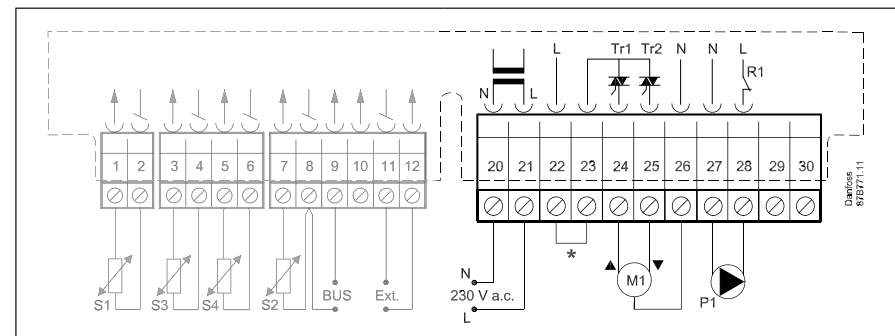 L Tr1 Tr2 N N L
R1
N L
1 2 3 4 5 6 7 8 9 10 11 12 20 21 22 23 24 25 26 27 28 29 30
Danfoss
87B771.11
*
N
S1 S3 S4 S2 BUS Ext. 230 V a.c. M1 P1
L